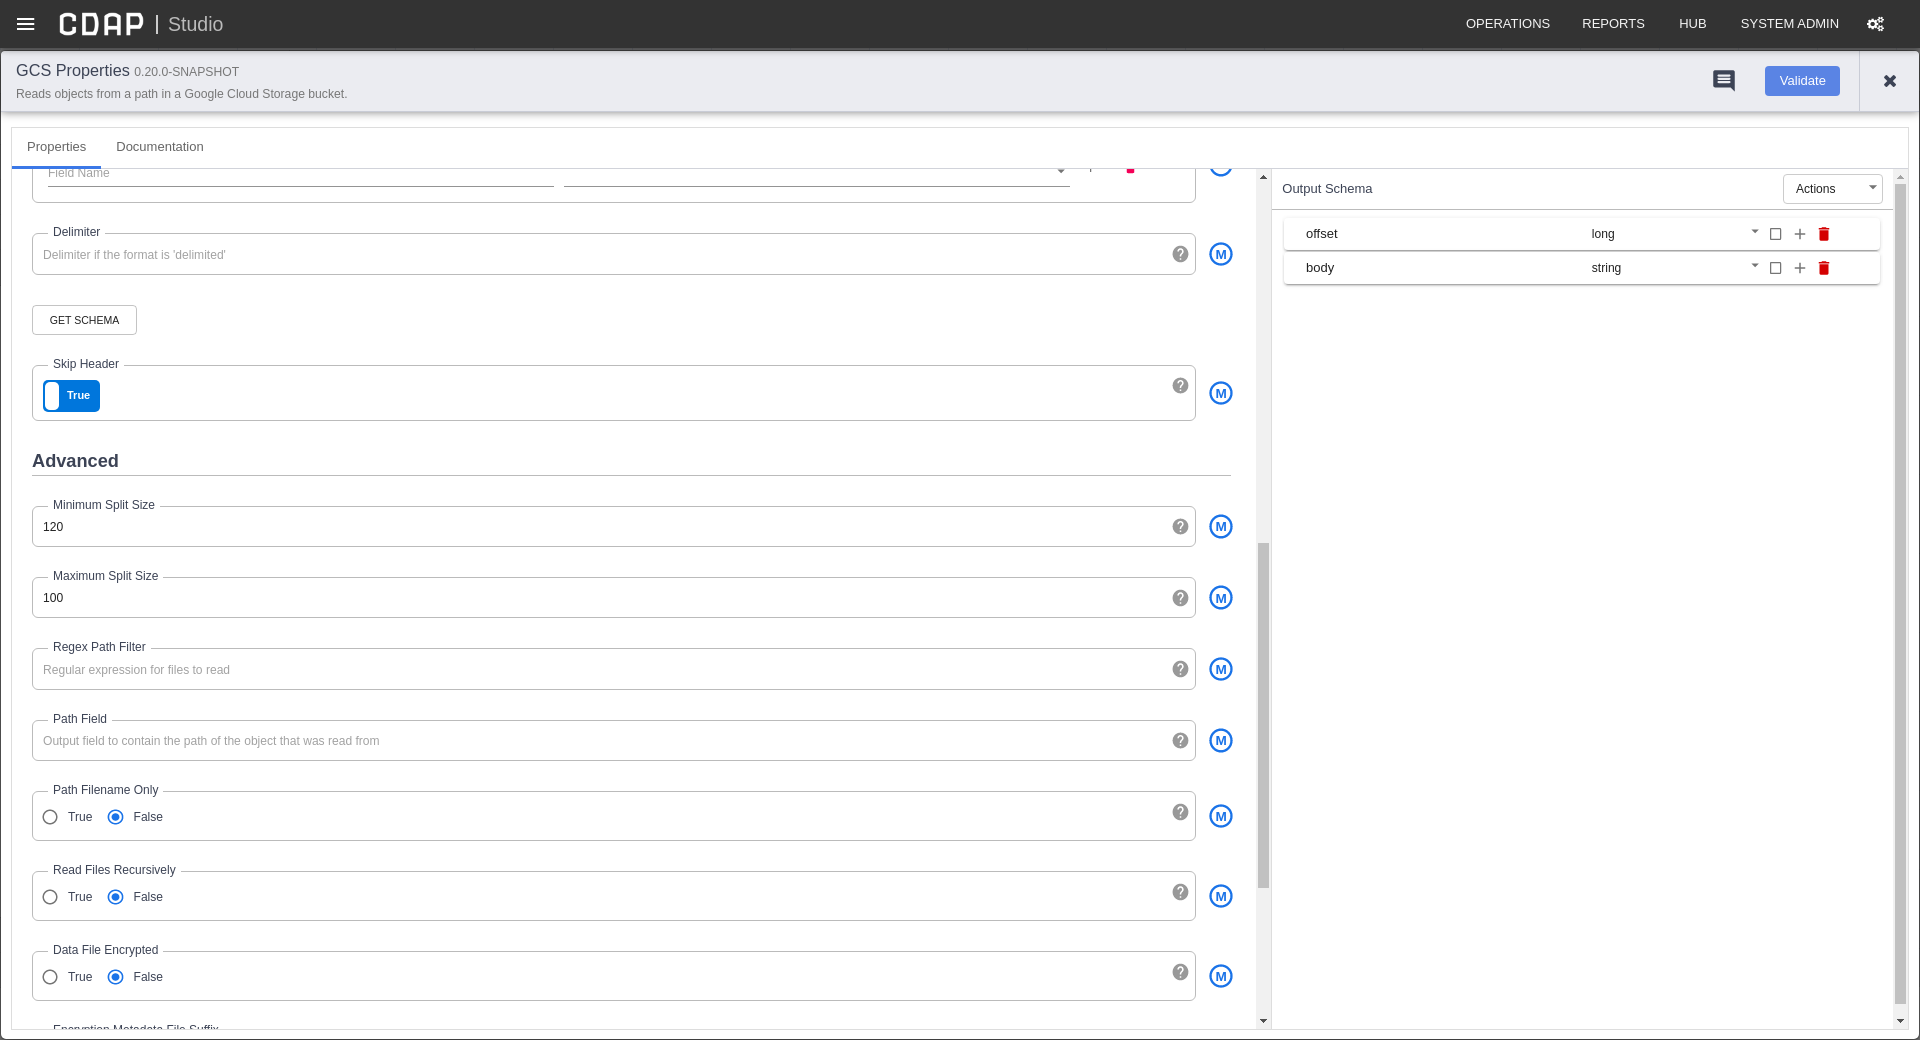 CDAP | Studio
OPERATIONS REPORTS HUB SYSTEM ADMIN
GCS Properties 0.20.0-SNAPSHOT
Reads objects from a path in a Google Cloud Storage bucket.
Validate
Properties Documentation
Field Name
Output Schema
Actions
offset long
body string
Delimiter
Delimiter if the format is 'delimited'
M
GET SCHEMA
Skip Header
True
M
Advanced
Minimum Split Size
120
M
Maximum Split Size
100
M
Regex Path Filter
Regular expression for files to read
M
Path Field
Output field to contain the path of the object that was read from
M
Path Filename Only
True False
M
Read Files Recursively
True False
M
Data File Encrypted
True False
M
Encryption Metadata File Suffix